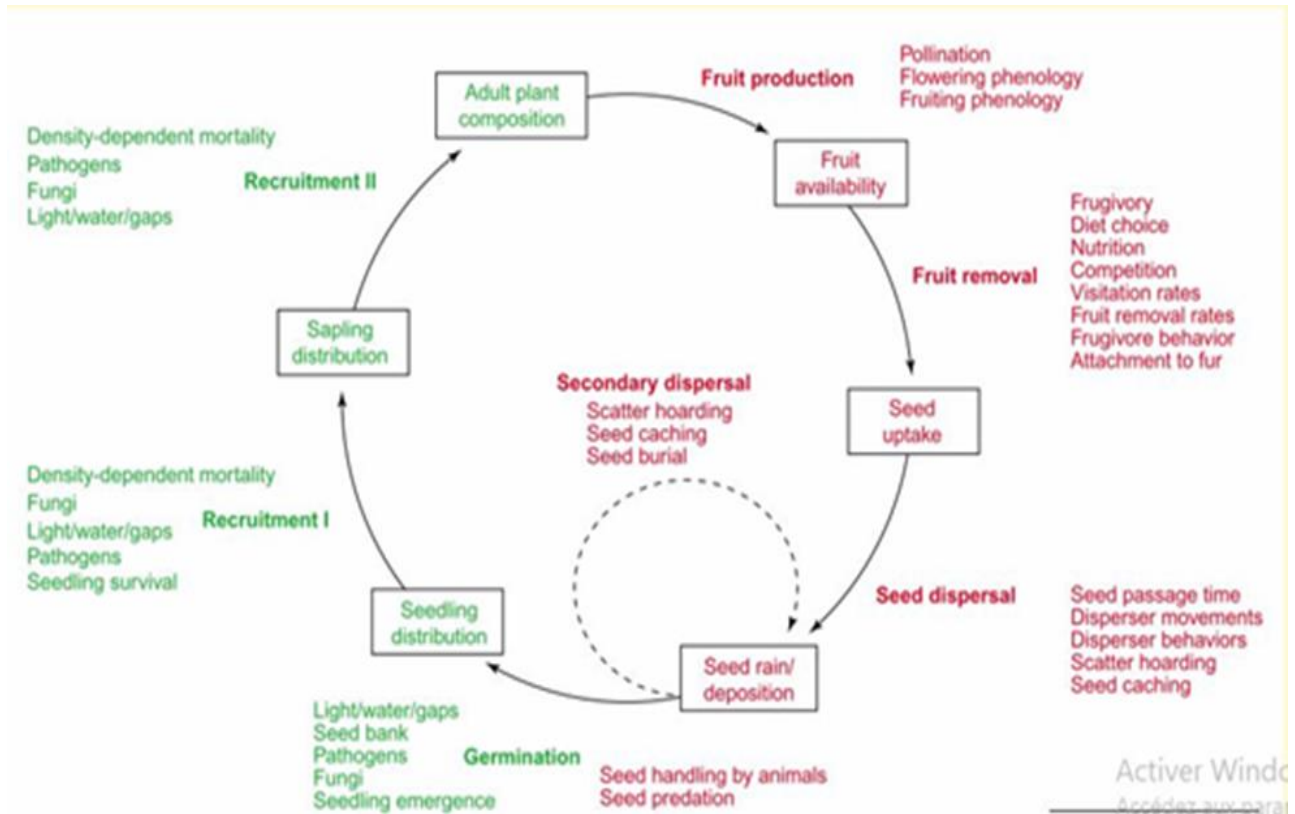 Adult plant
composition
Fruit production
Pollination
Flowering phenology
Fruiting phenology
Fruit
availability
Fruit removal
Frugivory
Diet choice
Nutrition
Competition
Visitation rates
Fruit removal rates
Frugivore behavior
Attachment to fur
Seed
uptake
Seed dispersal
Seed passage time
Disperser movements
Disperser behaviors
Scatter hoarding
Seed caching
Seed rain/
deposition
Secondary dispersal
Scatter hoarding
Seed caching
Seed burial
Germination
Light/water/gaps
Seed bank
Pathogens
Fungi
Seedling emergence
Seed handling by animals
Seed predation
Seedling
distribution
Recruitment I
Density-dependent mortality
Fungi
Light/water/gaps
Pathogens
Seedling survival
Sapling
distribution
Recruitment II
Density-dependent mortality
Pathogens
Fungi
Light/water/gaps
Activer Windo
Accédez aux para